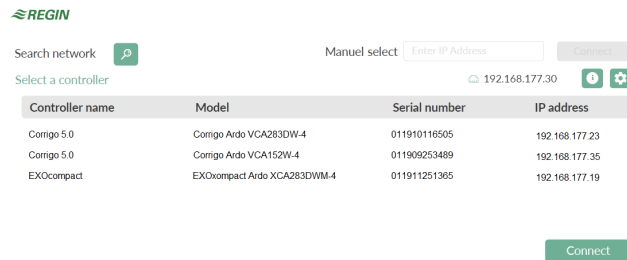 REGIN
Search network
Manuel select Enter IP Address Connect
Select a controller
192.168.177.30
Controller name Model Serial number IP address
Corrigo 5.0 Corrigo Ardo VCA283DW-4 011910116505 192.168.177.23
Corrigo 5.0 Corrigo Ardo VCA152W-4 011909253489 192.168.177.35
EXOcompact EXOxompact Ardo XCA283DWM-4 011911251365 192.168.177.19
Connect